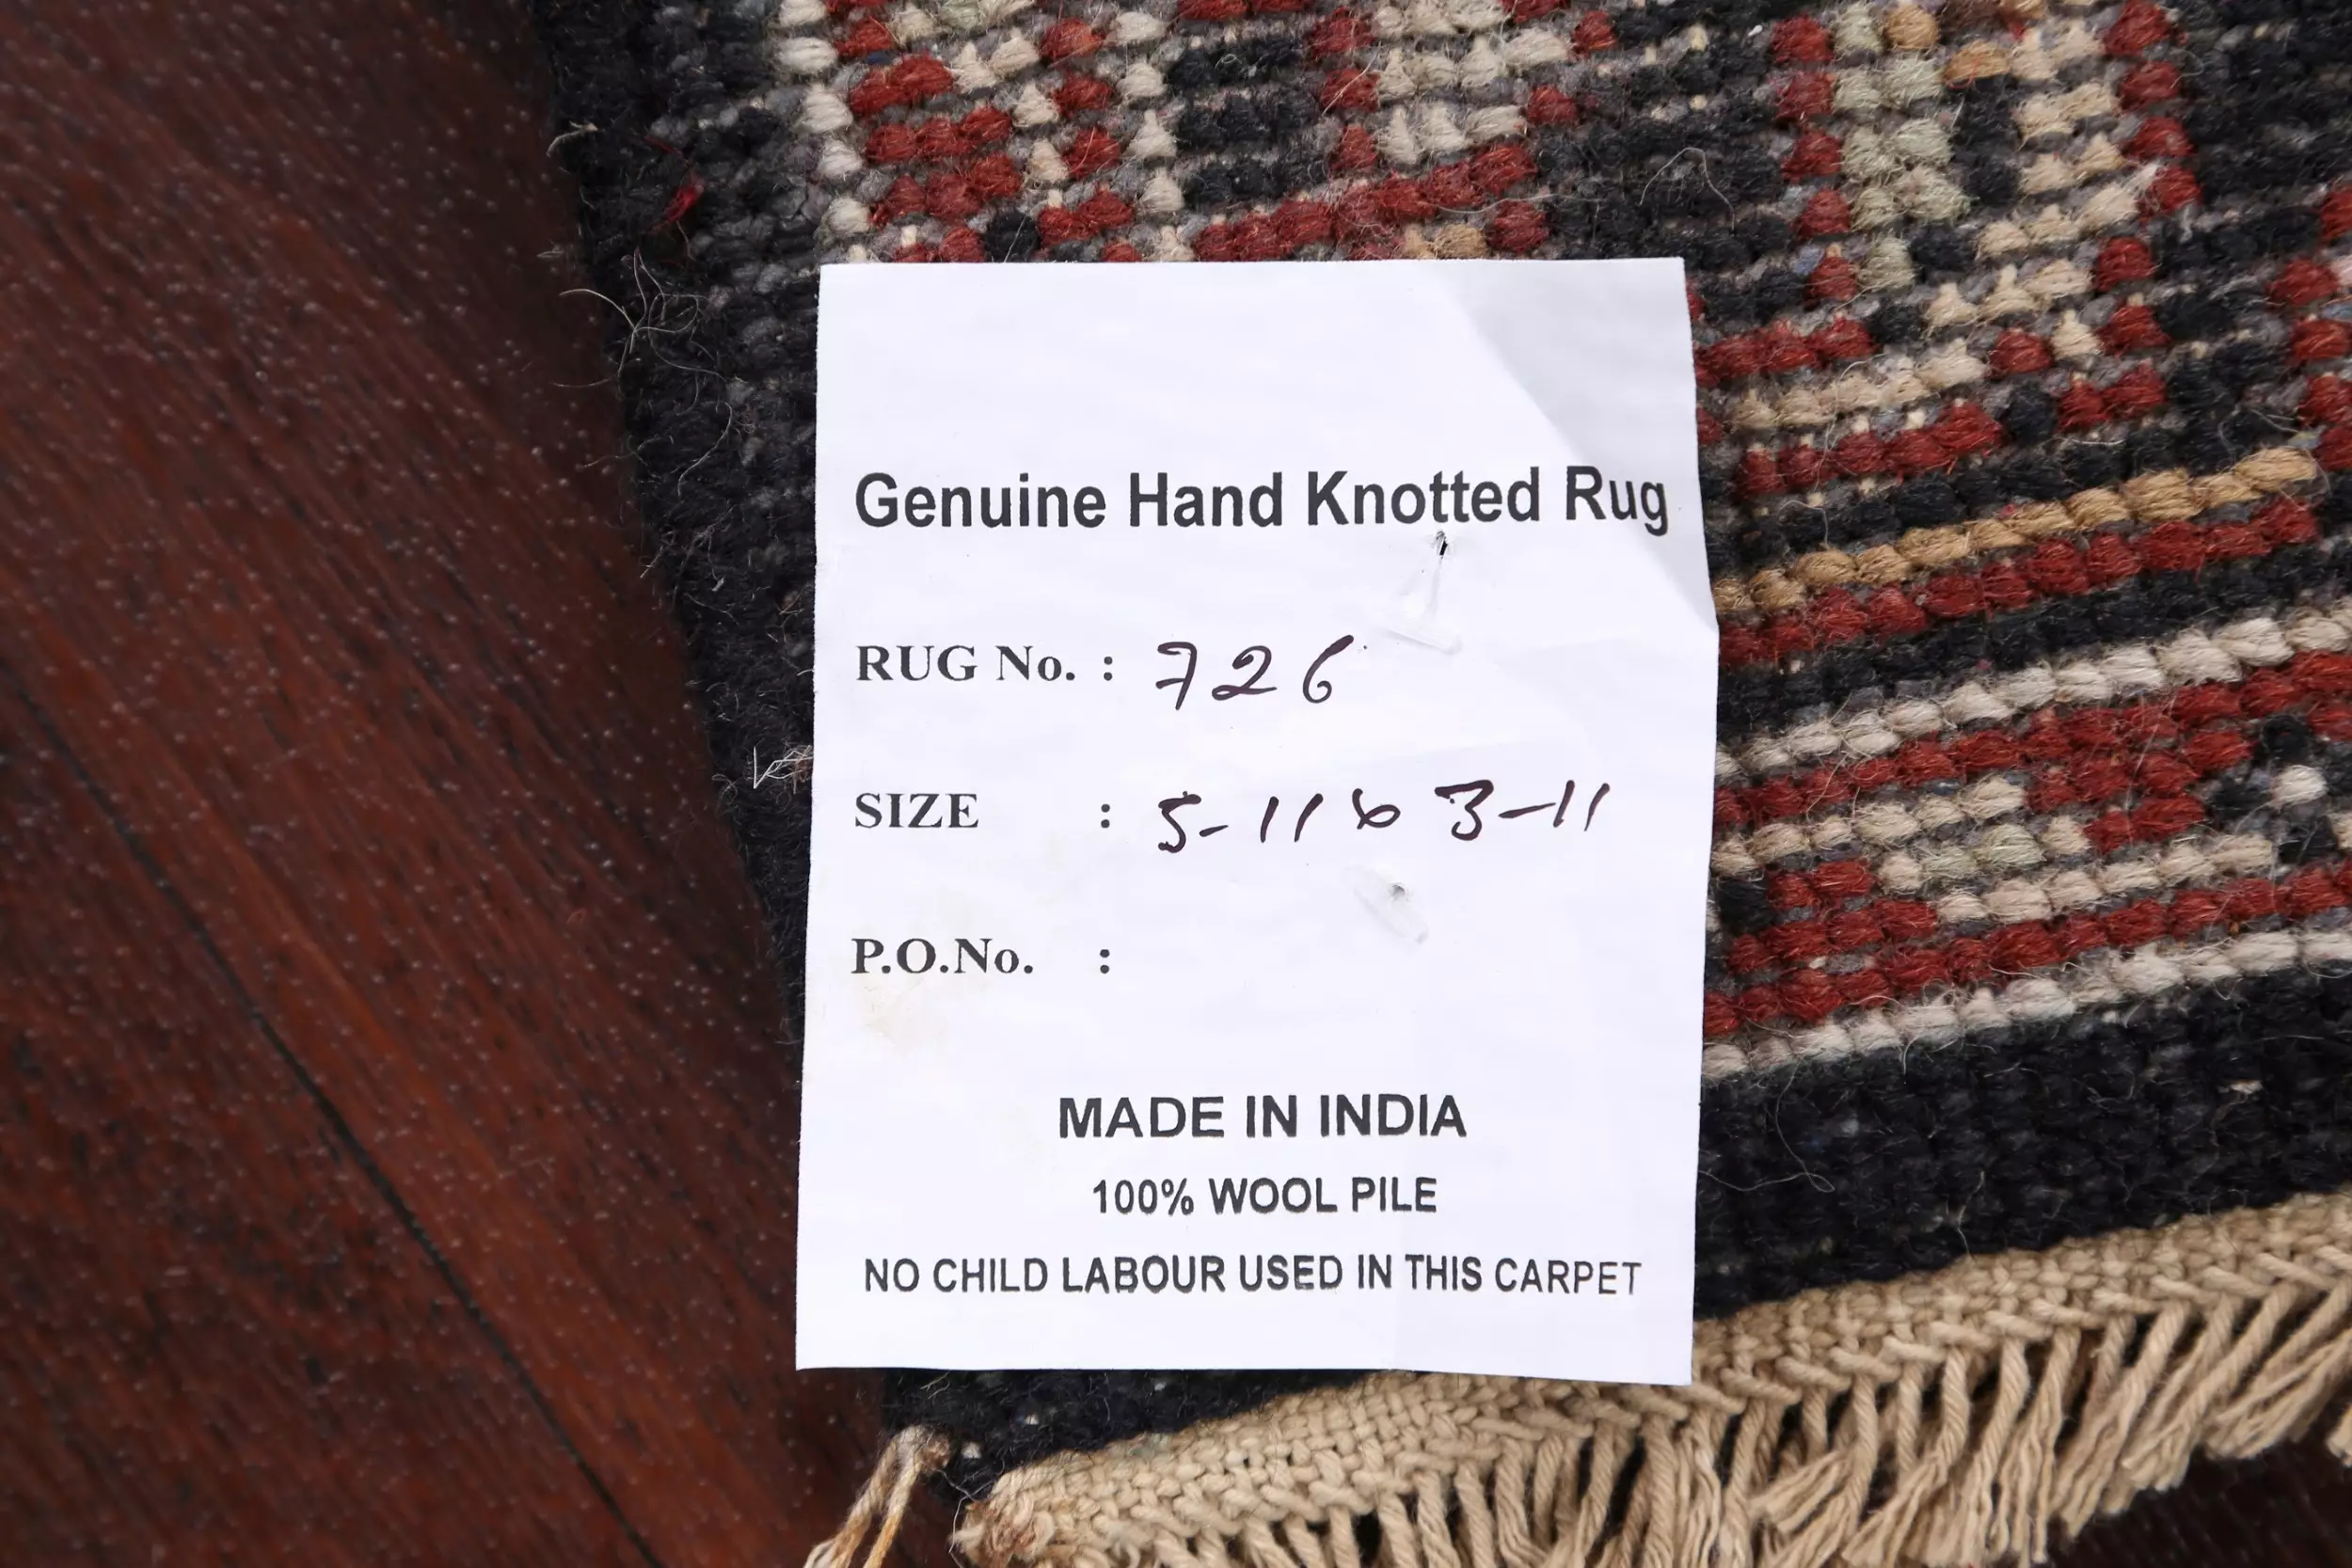 Genuine Hand Knotted Rug
RUG No. : 726
SIZE : 5-11 x 3-11
P.O.No. :
MADE IN INDIA
100% WOOL PILE
NO CHILD LABOUR USED IN THIS CARPET